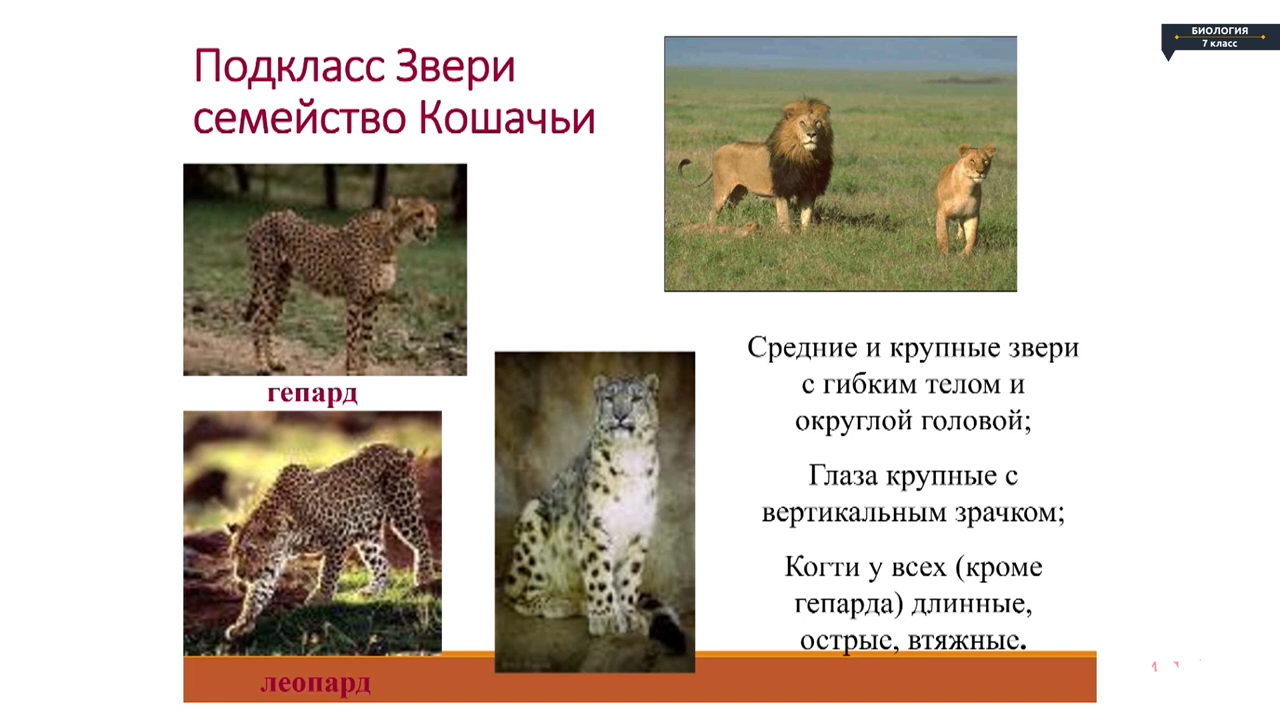 БИОЛОГИЯ
7 класс
Подкласс Звери
семейство Кошачьи
гепард
леопард
Средние и крупные звери
с гибким телом и
округлой головой;
Глаза крупные с
вертикальным зрачком;
Когти у всех (кроме
гепарда) длинные,
острые, втяжные.